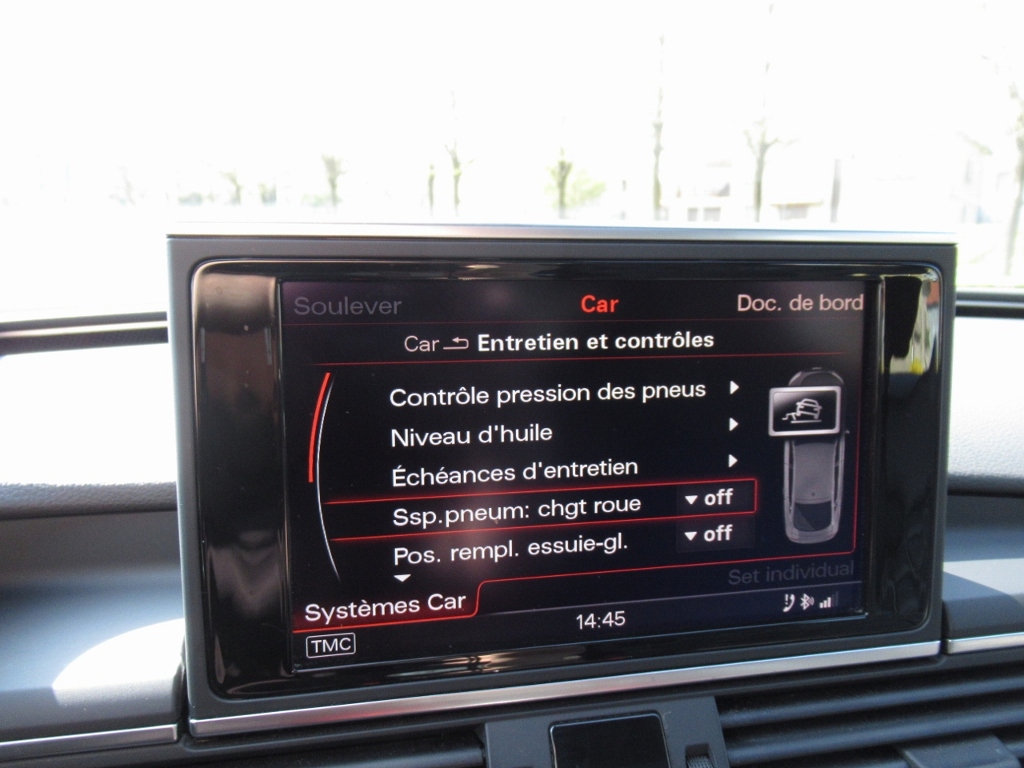 Soulever Car Doc. de bord
Car Entretien et contrôles
Contrôle pression des pneus
Niveau d'huile
Échéances d'entretien
Ssp.pneum: chgt roue off
Pos. rempl. essuie-gl. off
Set individual
Systèmes Car
14:45
TMC